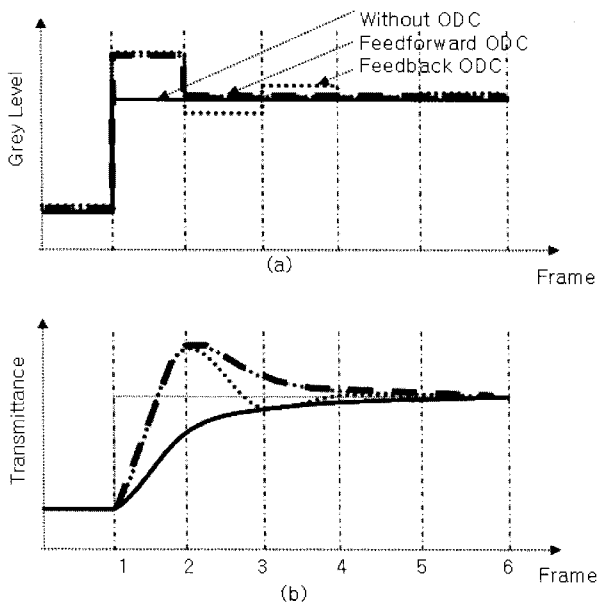 Without ODC
Feedforward ODC
Feedback ODC
Grey Level
(a)
Frame
Transmittance
1 2 3 4 5 6
Frame
(b)